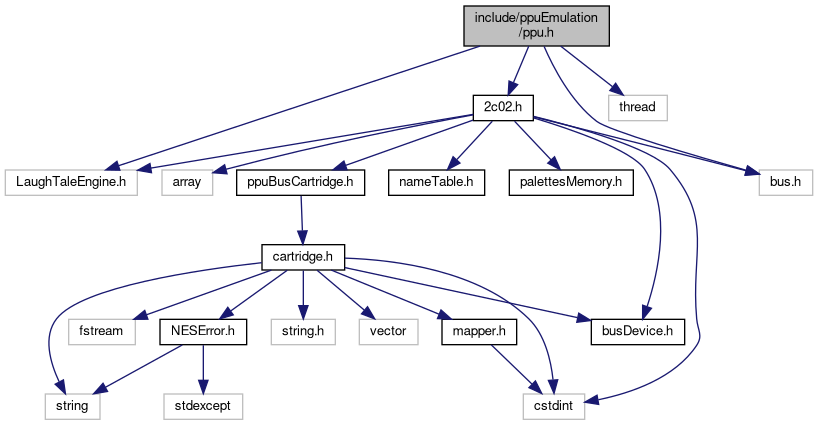 include/ppuEmulation
/ppu.h
2c02.h
thread
LaughTaleEngine.h
array
ppuBusCartridge.h
nameTable.h
palettesMemory.h
bus.h
cartridge.h
fstream
NESError.h
string.h
vector
mapper.h
busDevice.h
string
stdexcept
cstdint